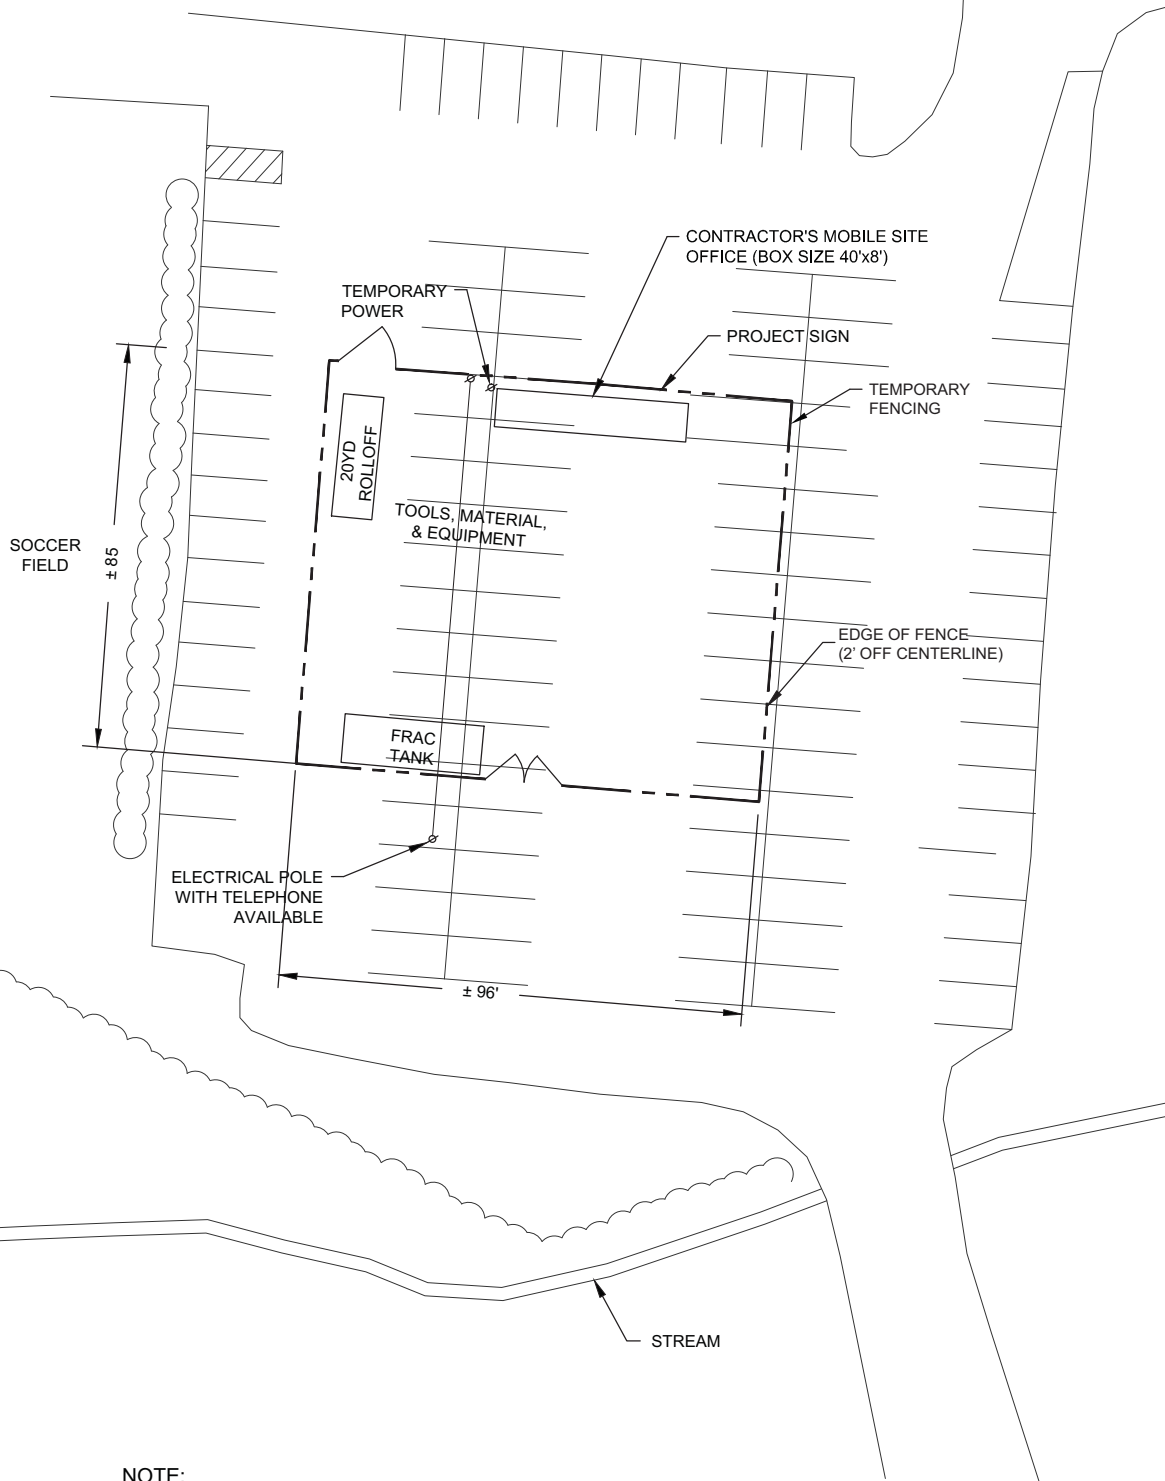 CONTRACTOR'S MOBILE SITE
OFFICE (BOX SIZE 40'x8')
TEMPORARY
POWER
PROJECT SIGN
TEMPORARY
FENCING
20YD
ROLLOFF
TOOLS, MATERIAL,
& EQUIPMENT
SOCCER
FIELD
± 85
EDGE OF FENCE
(2' OFF CENTERLINE)
FRAC
TANK
ELECTRICAL POLE
WITH TELEPHONE
AVAILABLE
± 96'
STREAM
NOTE: